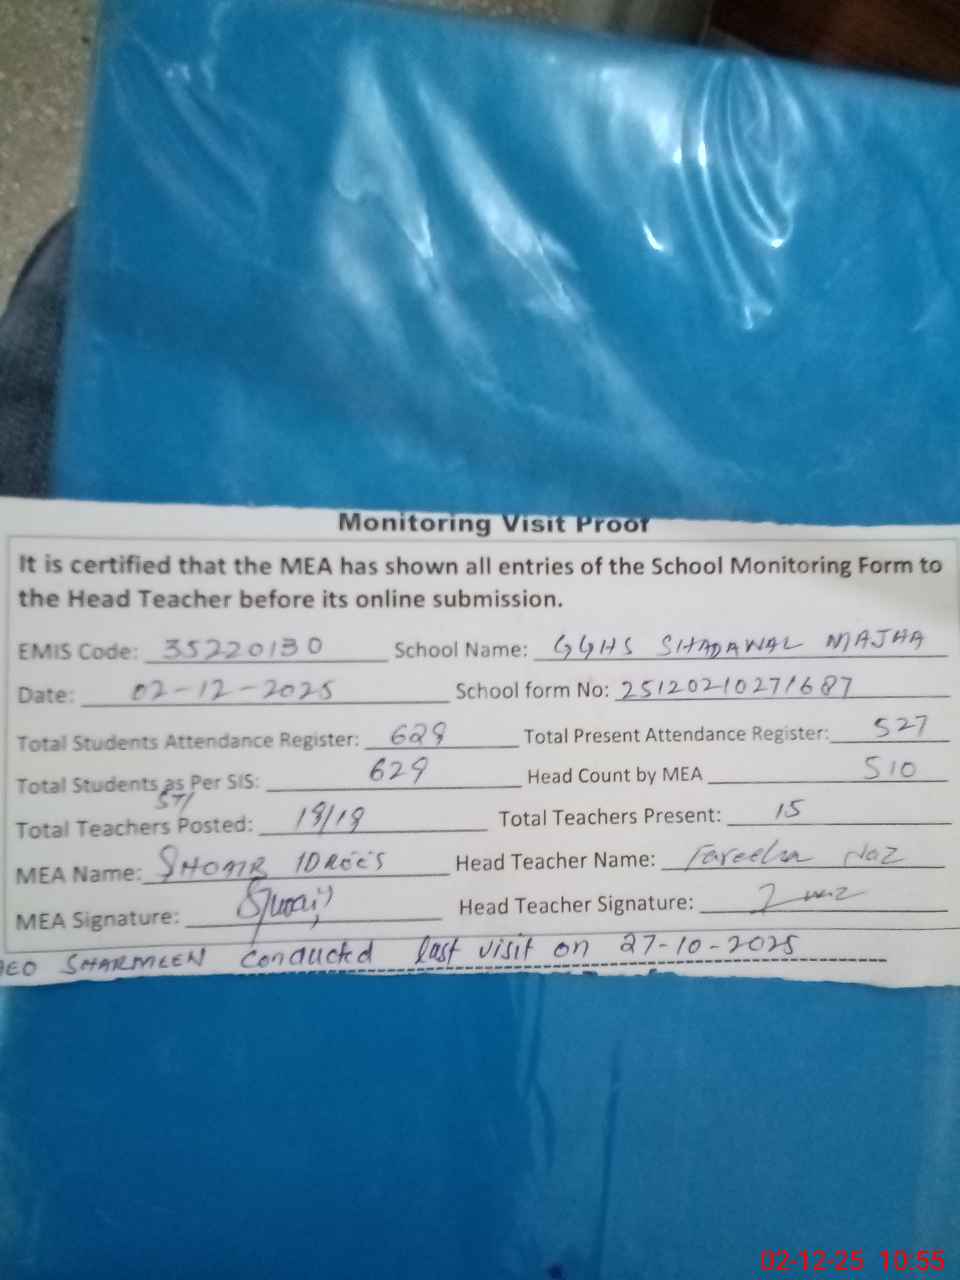 Monitoring Visit Proof
It is certified that the MEA has shown all entries of the School Monitoring Form to
the Head Teacher before its online submission.
EMIS Code: 35220130 School Name: GGHS SHADAWAL MAJHA
Date: 02-12-2025 School form No: 25120210271687
Total Students Attendance Register: 629 Total Present Attendance Register: 527
Total Students as Per SIS: 629 Head Count by MEA 510
STI
Total Teachers Posted: 19/19 Total Teachers Present: 15
MEA Name: SHOAIB IDREES Head Teacher Name: Fareeha Naz
MEA Signature: Head Teacher Signature:
SHARMEEN conducted last visit on 27-10-2025
02-12-25 10:55